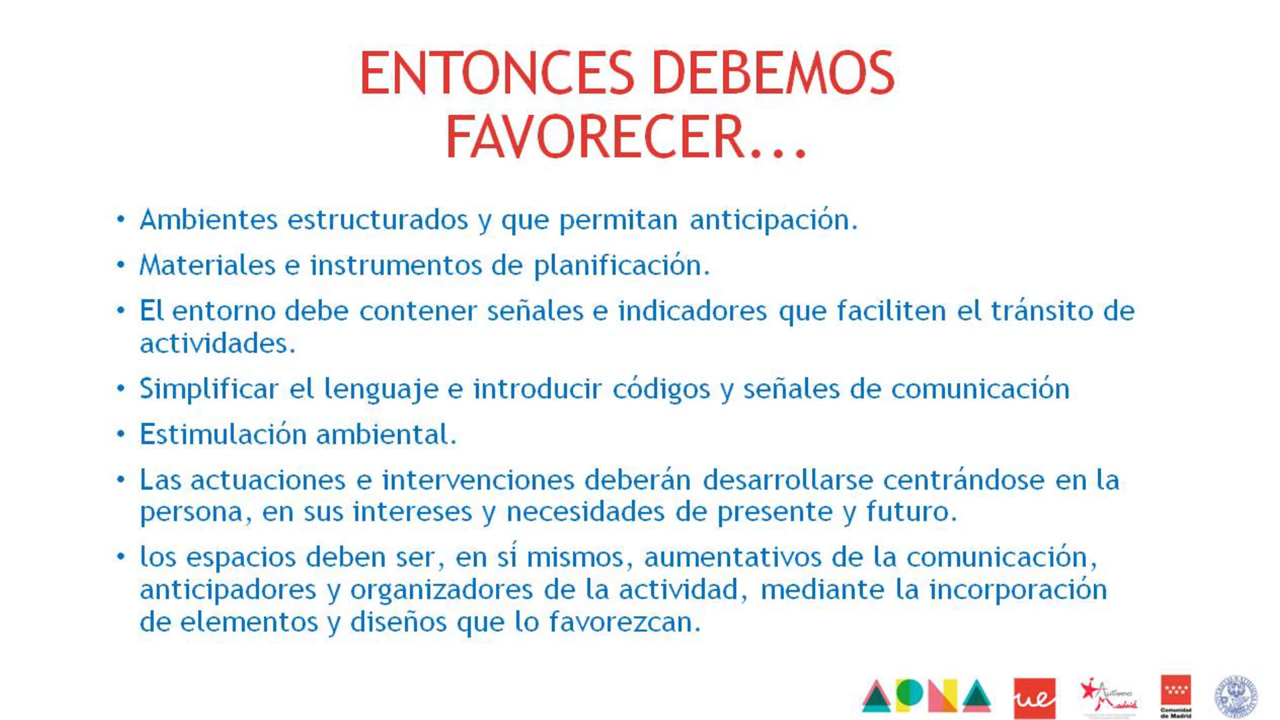 ENTONCES DEBEMOS
FAVORECER...
• Ambientes estructurados y que permitan anticipación.
• Materiales e instrumentos de planificación.
• El entorno debe contener señales e indicadores que faciliten el tránsito de
actividades.
• Simplificar el lenguaje e introducir códigos y señales de comunicación
• Estimulación ambiental.
• Las actuaciones e intervenciones deberán desarrollarse centrándose en la
persona, en sus intereses y necesidades de presente y futuro.
• los espacios deben ser, en sí mismos, aumentativos de la comunicación,
anticipadores y organizadores de la actividad, mediante la incorporación
de elementos y diseños que lo favorezcan.
APNA
ue
Autismo
Madrid
Comunidad
de Madrid